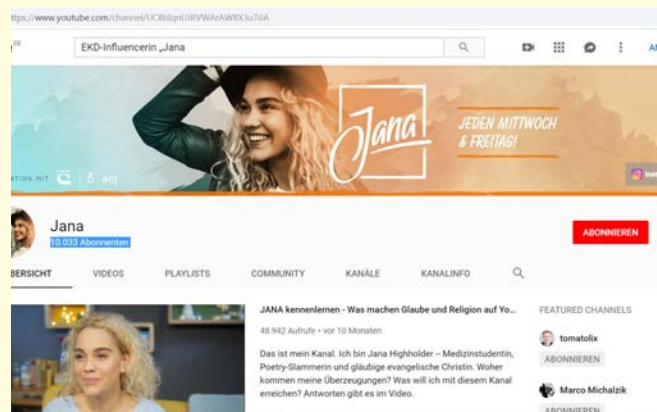 https://www.youtube.com/channel/
DE
EKD-Influencerin „Jana
Jana
JEDEN MITTWOCH
& FREITAG!
MIT
aej
Jana
10.033 Abonnenten
ABONNIEREN
VIDEOS PLAYLISTS COMMUNITY KANÄLE KANALINFO
JANA kennenlernen - Was machen Glaube und Religion auf Yo...
48.942 Aufrufe • vor 10 Monaten
Das ist mein Kanal. Ich bin Jana Highholder – Medizinstudentin,
Poetry-Slammerin und gläubige evangelische Christin. Woher
kommen meine Überzeugungen? Was will ich mit diesem Kanal
erreichen? Antworten gibt es im Video.
FEATURED CHANNELS
tomatolix
ABONNIEREN
Marco Michalzik
ABONNIEREN